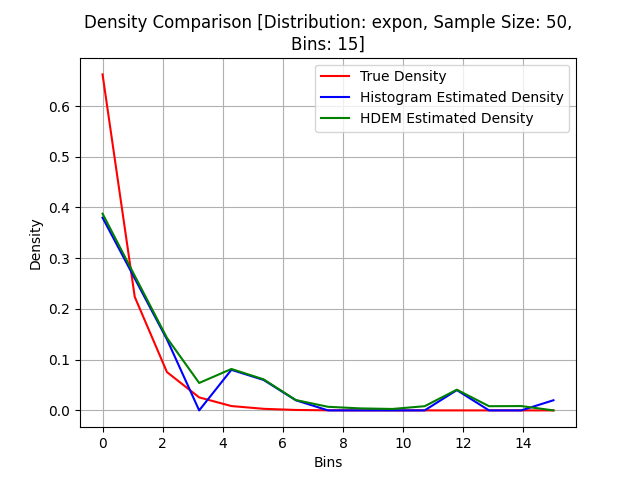 Density Comparison [Distribution: expon, Sample Size: 50,
Bins: 15]
True Density
Histogram Estimated Density
HDEM Estimated Density
Density
0.6
0.5
0.4
0.3
0.2
0.1
0.0
0 2 4 6 8 10 12 14
Bins